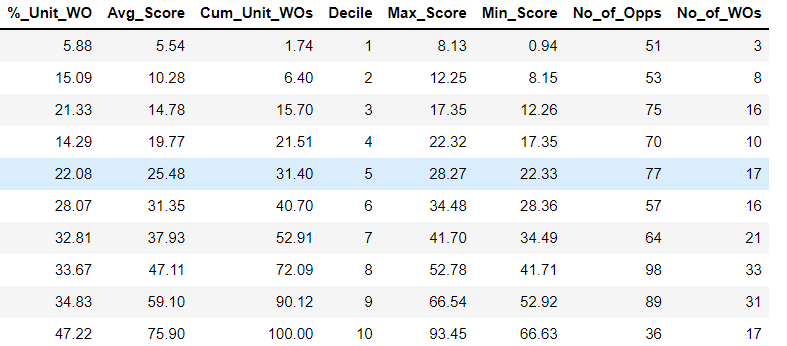 %_Unit_WO Avg_Score Cum_Unit_WOs Decile Max_Score Min_Score No_of_Opps No_of_WOs
5.88 5.54 1.74 1 8.13 0.94 51 3
15.09 10.28 6.40 2 12.25 8.15 53 8
21.33 14.78 15.70 3 17.35 12.26 75 16
14.29 19.77 21.51 4 22.32 17.35 70 10
22.08 25.48 31.40 5 28.27 22.33 77 17
28.07 31.35 40.70 6 34.48 28.36 57 16
32.81 37.93 52.91 7 41.70 34.49 64 21
33.67 47.11 72.09 8 52.78 41.71 98 33
34.83 59.10 90.12 9 66.54 52.92 89 31
47.22 75.90 100.00 10 93.45 66.63 36 17